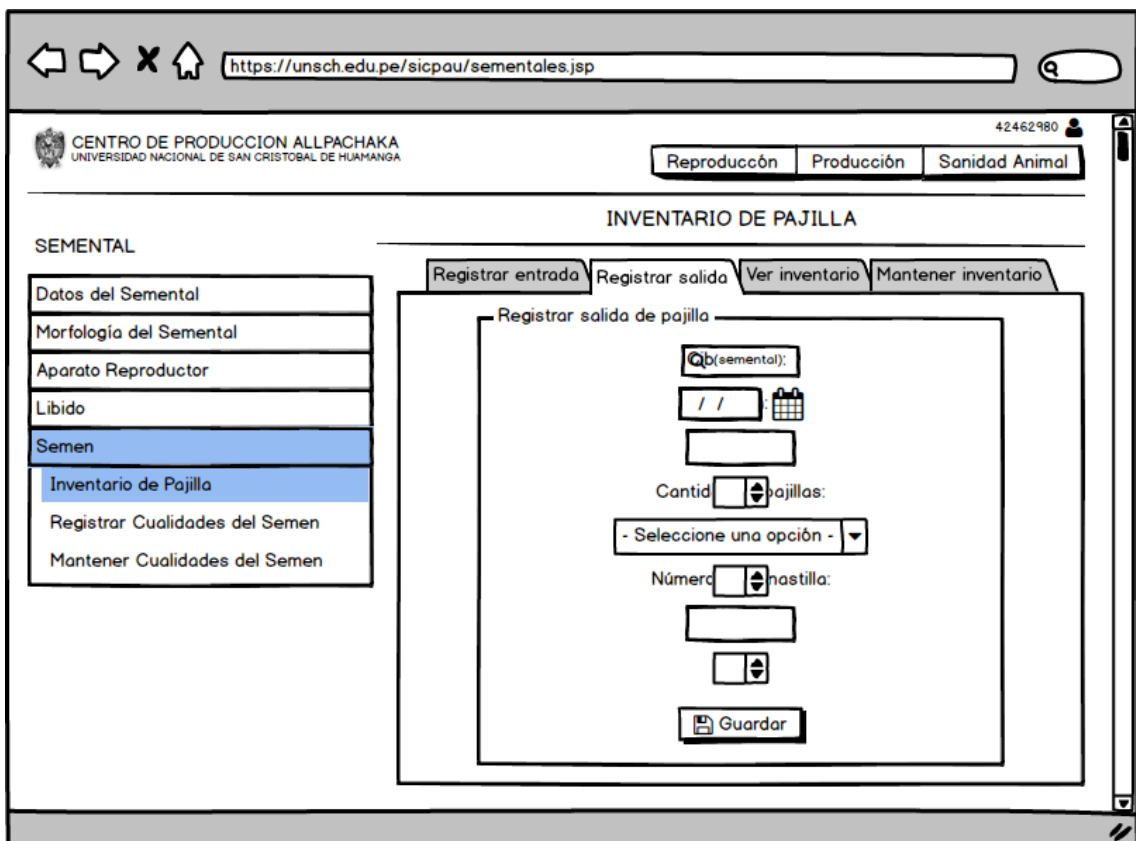 https://unsch.edu.pe/sicpau/sementales.jsp
42462980
CENTRO DE PRODUCCION ALLPACHAKA
UNIVERSIDAD NACIONAL DE SAN CRISTOBAL DE HUAMANGA
Reproduccón Producción Sanidad Animal
INVENTARIO DE PAJILLA
SEMENTAL
Datos del Semental
Morfología del Semental
Aparato Reproductor
Libido
Semen
Inventario de Pajilla
Registrar Cualidades del Semen
Mantener Cualidades del Semen
Registrar entrada Registrar salida Ver inventario Mantener inventario
Registrar salida de pajilla
(semental):
/ / :
pajillas:
- Seleccione una opción -
Guardar